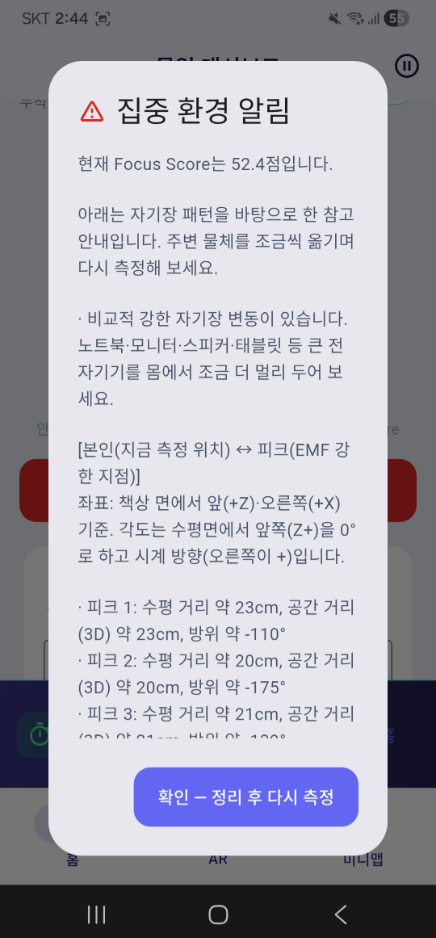 SKT 2:44 55
집중 환경 알림
현재 Focus Score는 52.4점입니다.
아래는 자기장 패턴을 바탕으로 한 참고
안내입니다. 주변 물체를 조금씩 옮기며
다시 측정해 보세요.
· 비교적 강한 자기장 변동이 있습니다.
노트북·모니터·스피커·태블릿 등 큰 전
자기기를 몸에서 조금 더 멀리 두어 보
세요.
[본인(지금 측정 위치) ↔ 피크(EMF 강
한 지점)]
좌표: 책상 면에서 앞(+Z)·오른쪽(+X)
기준. 각도는 수평면에서 앞쪽(Z+)을 0°
로 하고 시계 방향(오른쪽이 +)입니다.
· 피크 1: 수평 거리 약 23cm, 공간 거리
(3D) 약 23cm, 방위 약 -110°
· 피크 2: 수평 거리 약 20cm, 공간 거리
(3D) 약 20cm, 방위 약 -175°
· 피크 3: 수평 거리 약 21cm, 공간 거리
확인 – 정리 후 다시 측정
홈 AR 미니맵